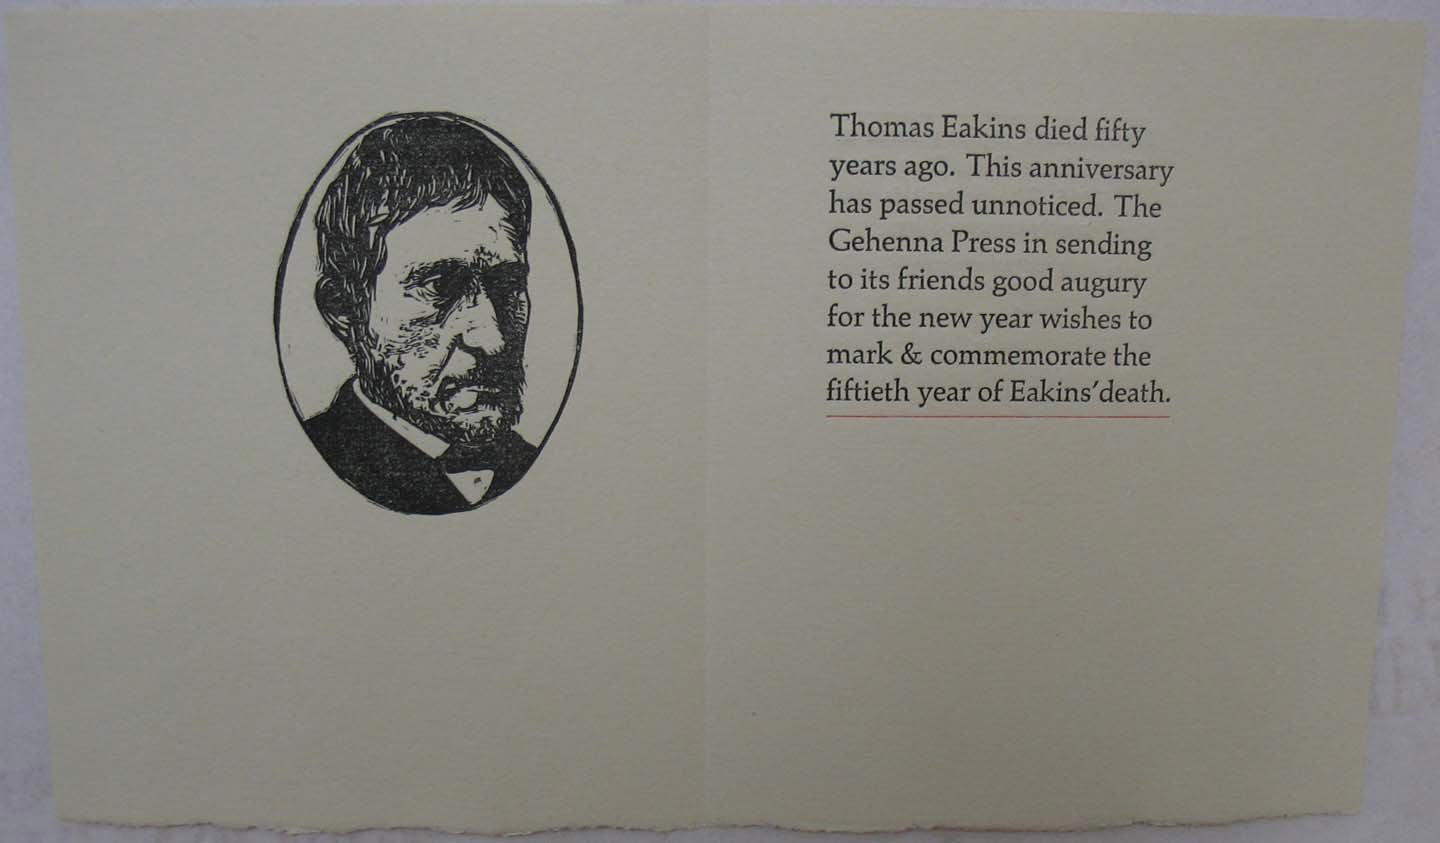 Thomas Eakins died fifty
years ago. This anniversary
has passed unnoticed. The
Gehenna Press in sending
to its friends good augury
for the new year wishes to
mark & commemorate the
fiftieth year of Eakins' death.